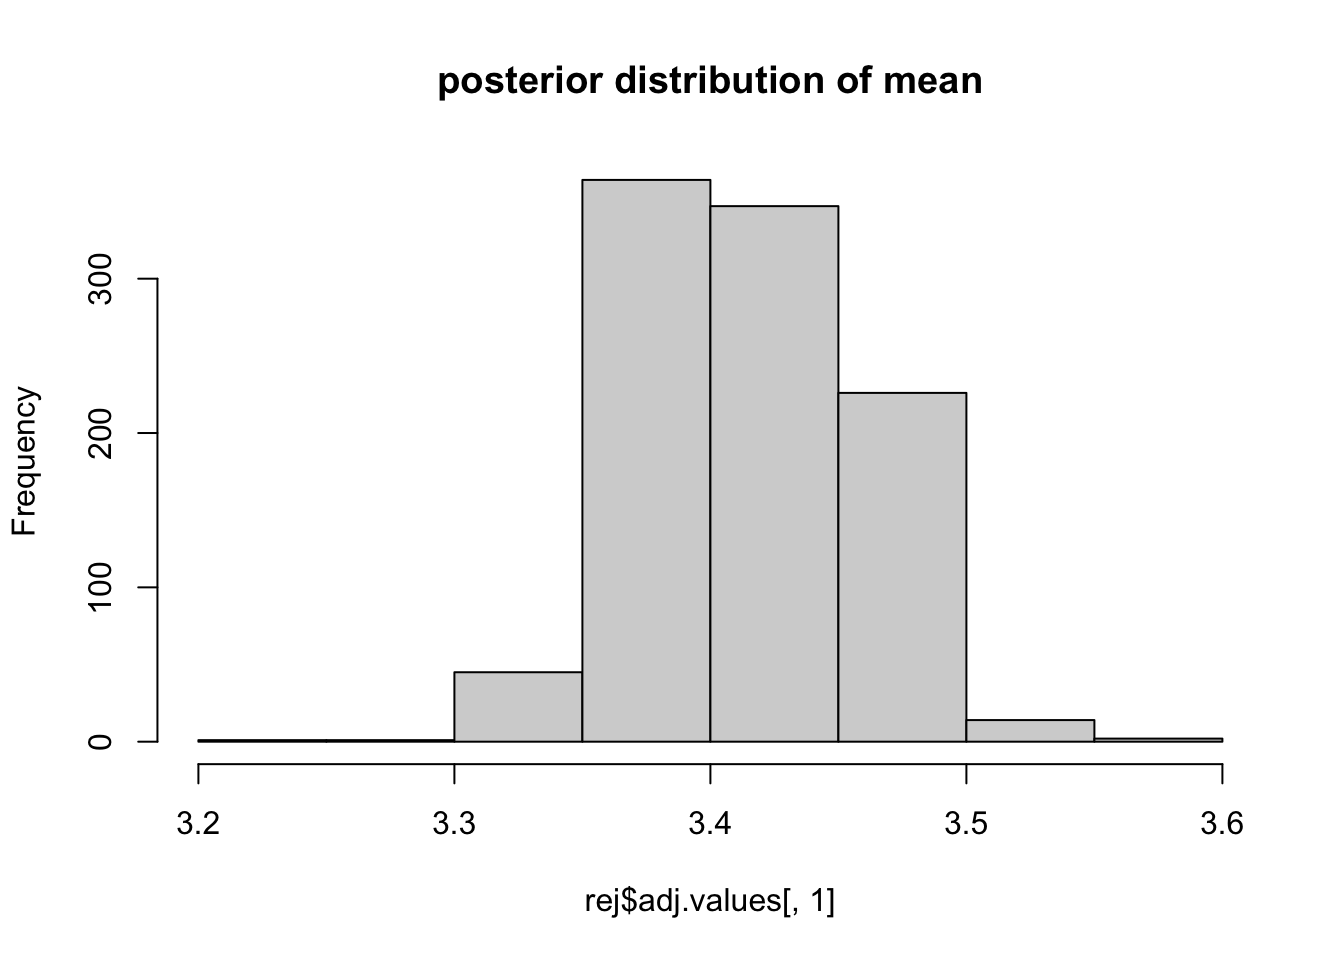 posterior distribution of mean
Frequency
300
200
100
0
3.2 3.3 3.4 3.5 3.6
rej$adj.values[, 1]